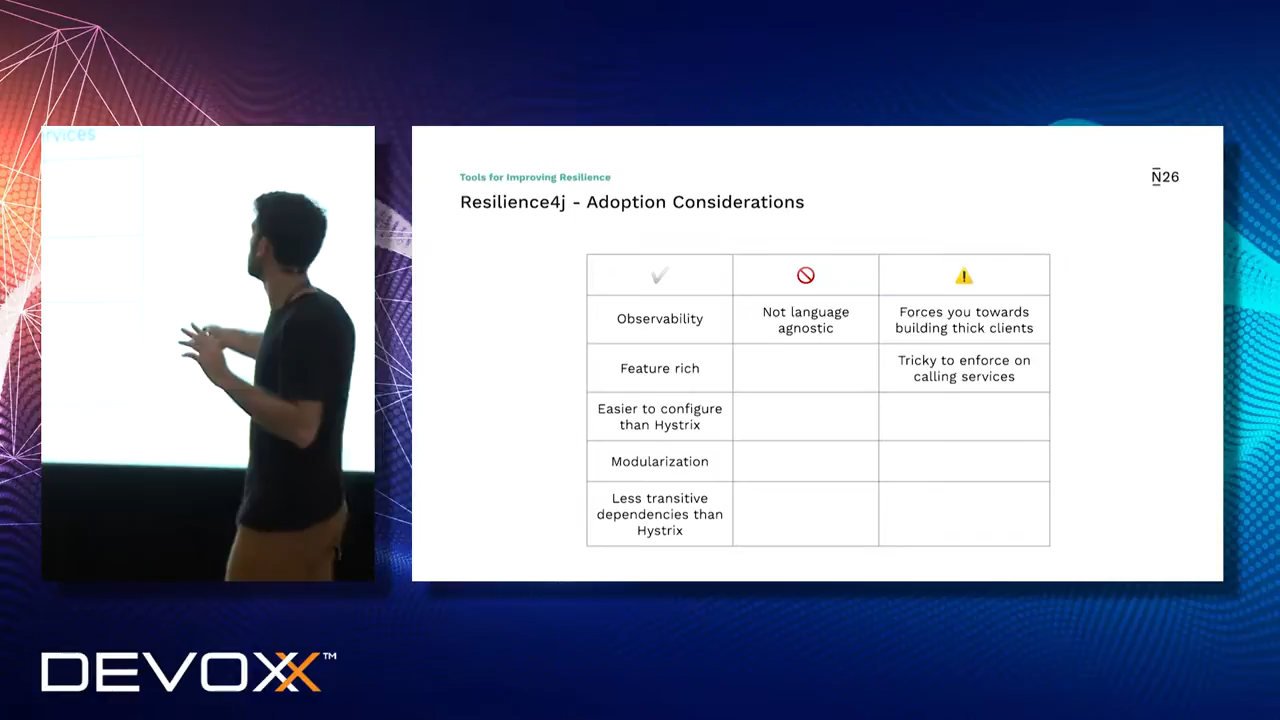 rvices
Tools for Improving Resilience
N26
Resilience4j - Adoption Considerations
Observability
Not language
agnostic
Forces you towards
building thick clients
Feature rich
Tricky to enforce on
calling services
Easier to configure
than Hystrix
Modularization
Less transitive
dependencies than
Hystrix
DEVOXX™